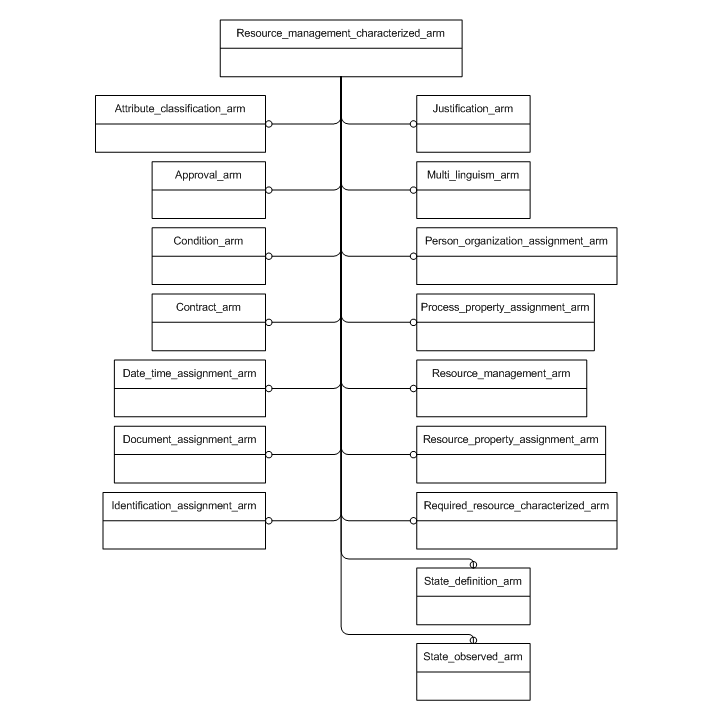 Resource_management_characterized_arm
Attribute_classification_arm
Justification_arm
Approval_arm
Multi_linguism_arm
Condition_arm
Person_organization_assignment_arm
Contract_arm
Process_property_assignment_arm
Date_time_assignment_arm
Resource_management_arm
Document_assignment_arm
Resource_property_assignment_arm
Identification_assignment_arm
Required_resource_characterized_arm
State_definition_arm
State_observed_arm